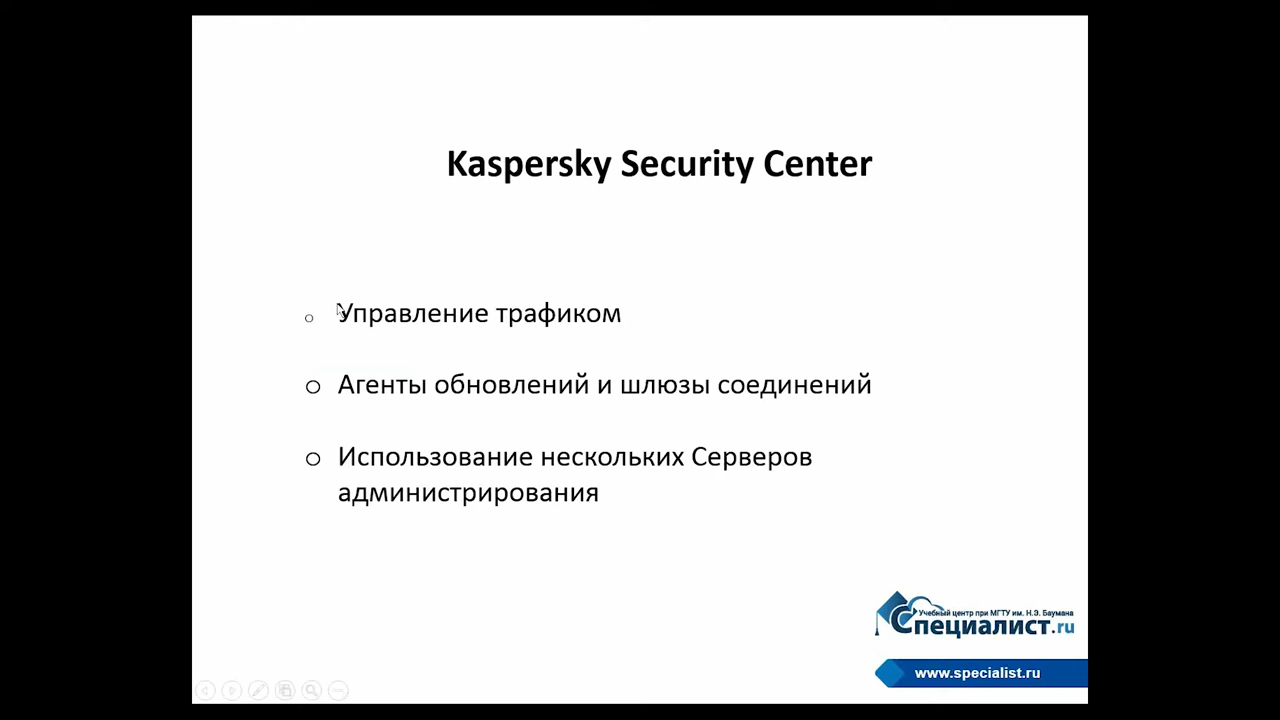 Kaspersky Security Center
Управление трафиком
Агенты обновлений и шлюзы соединений
Использование нескольких Серверов
администрирования
Учебный центр при МГТУ им. Н.Э. Баумана
Специалист.ru
www.specialist.ru